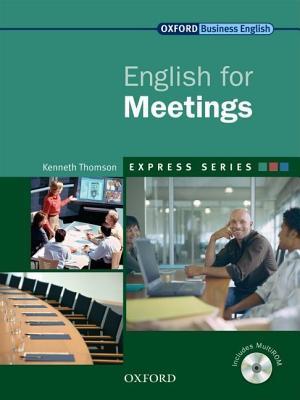 OXFORD Business English
English for
Meetings
Kenneth Thomson
EXPRESS SERIES
Includes MultiROM
OXFORD